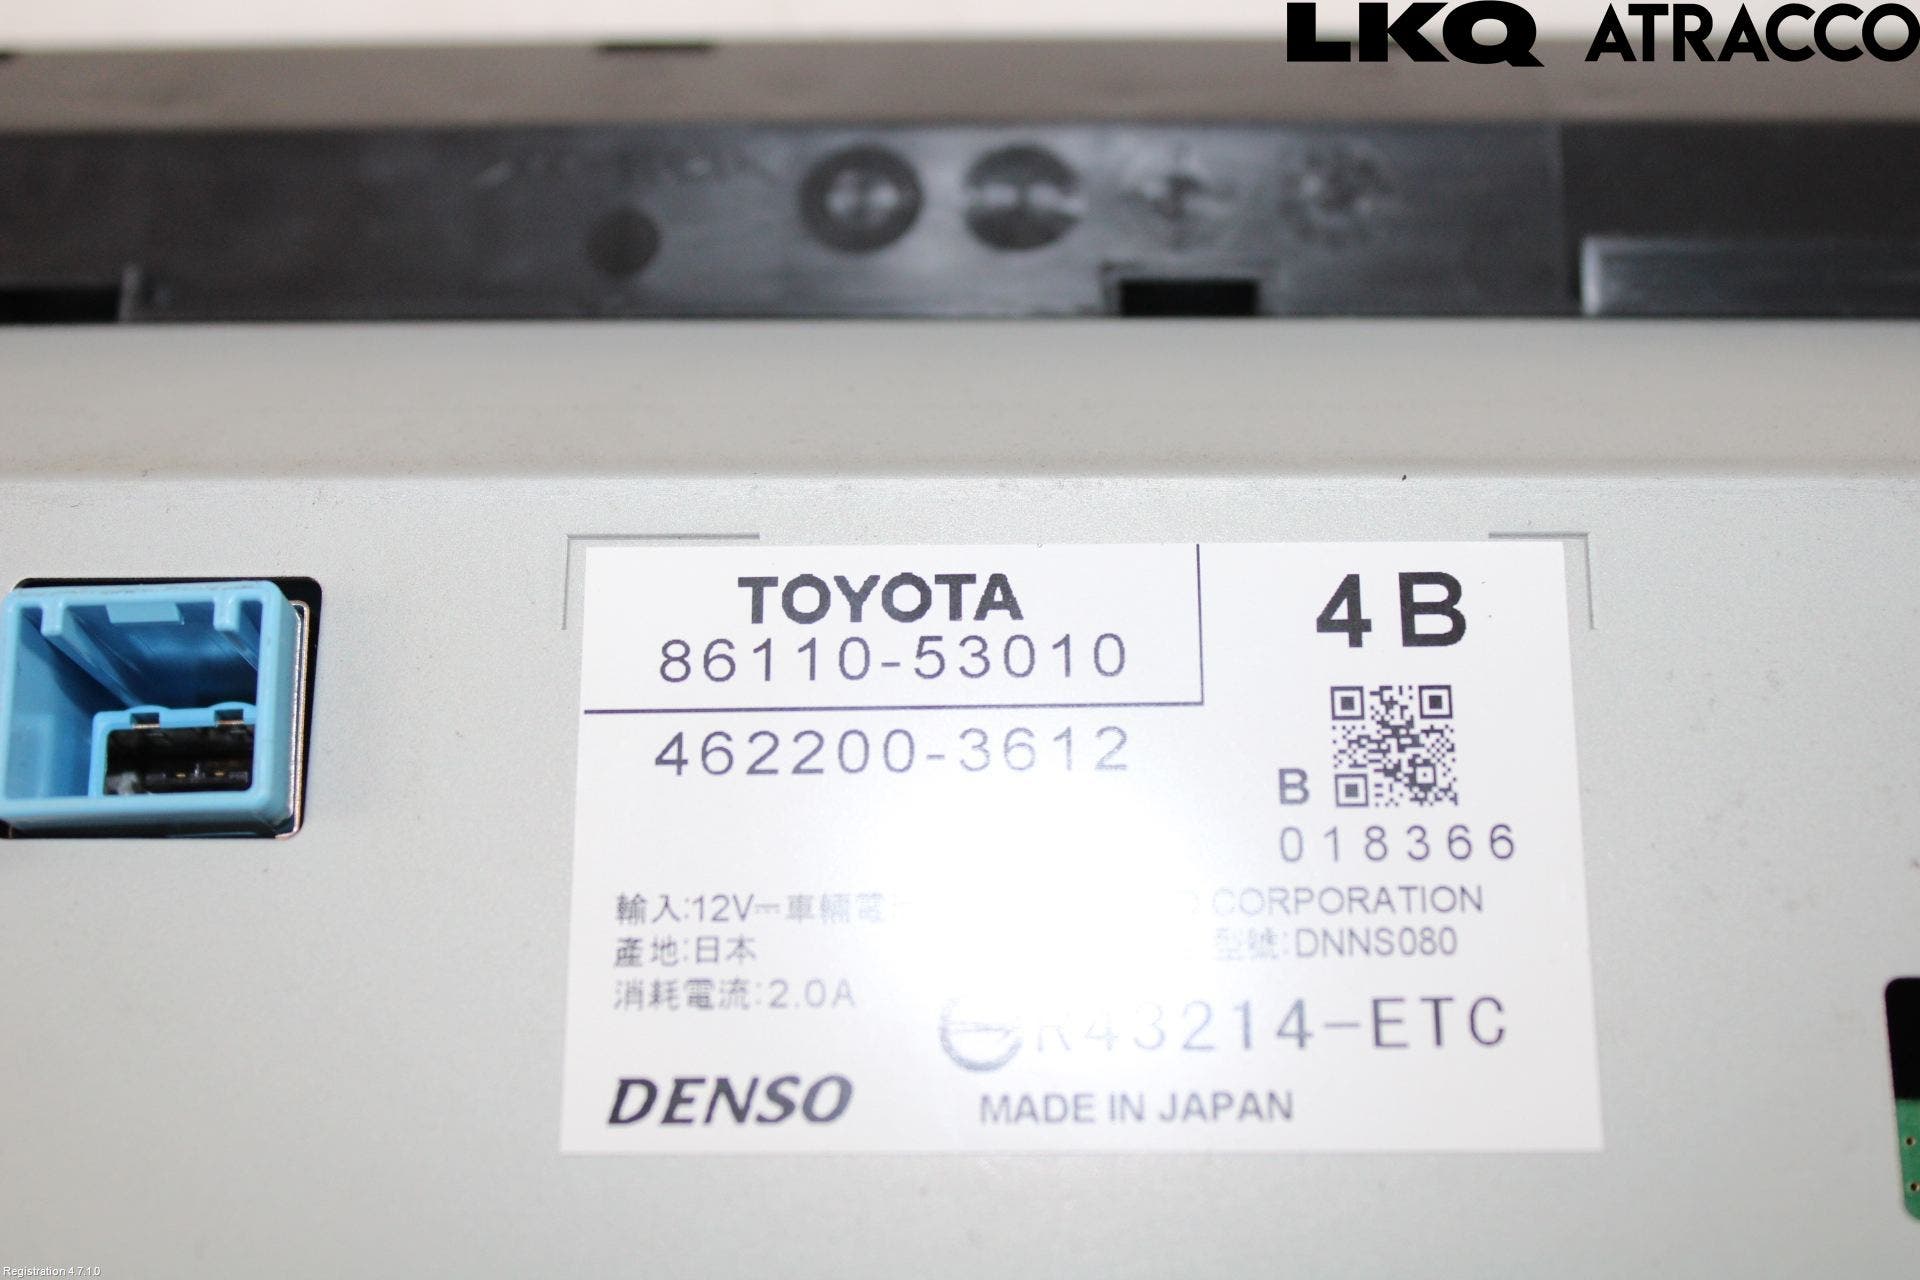 LKQ ATRACCO
TOYOTA
86110-53010
4B
462200-3612
B
018366
輸入:12V⎓車輛電
CORPORATION
產地:日本
型號:DNNS080
消耗電流:2.0A
R43214-ETC
DENSO
MADE IN JAPAN
Registration 4.7.1.0